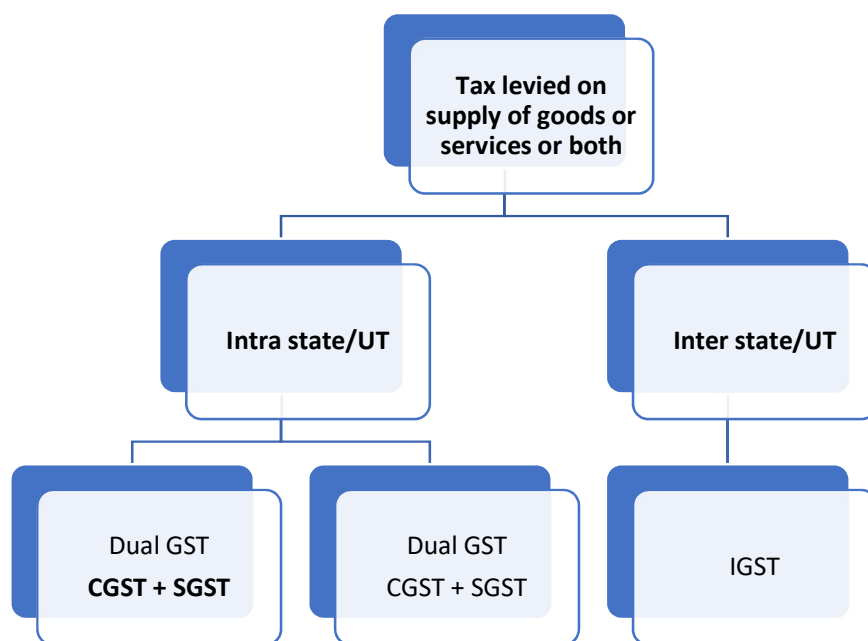 Tax levied on
supply of goods or
services or both
Intra state/UT
Inter state/UT
Dual GST
CGST + SGST
Dual GST
CGST + SGST
IGST